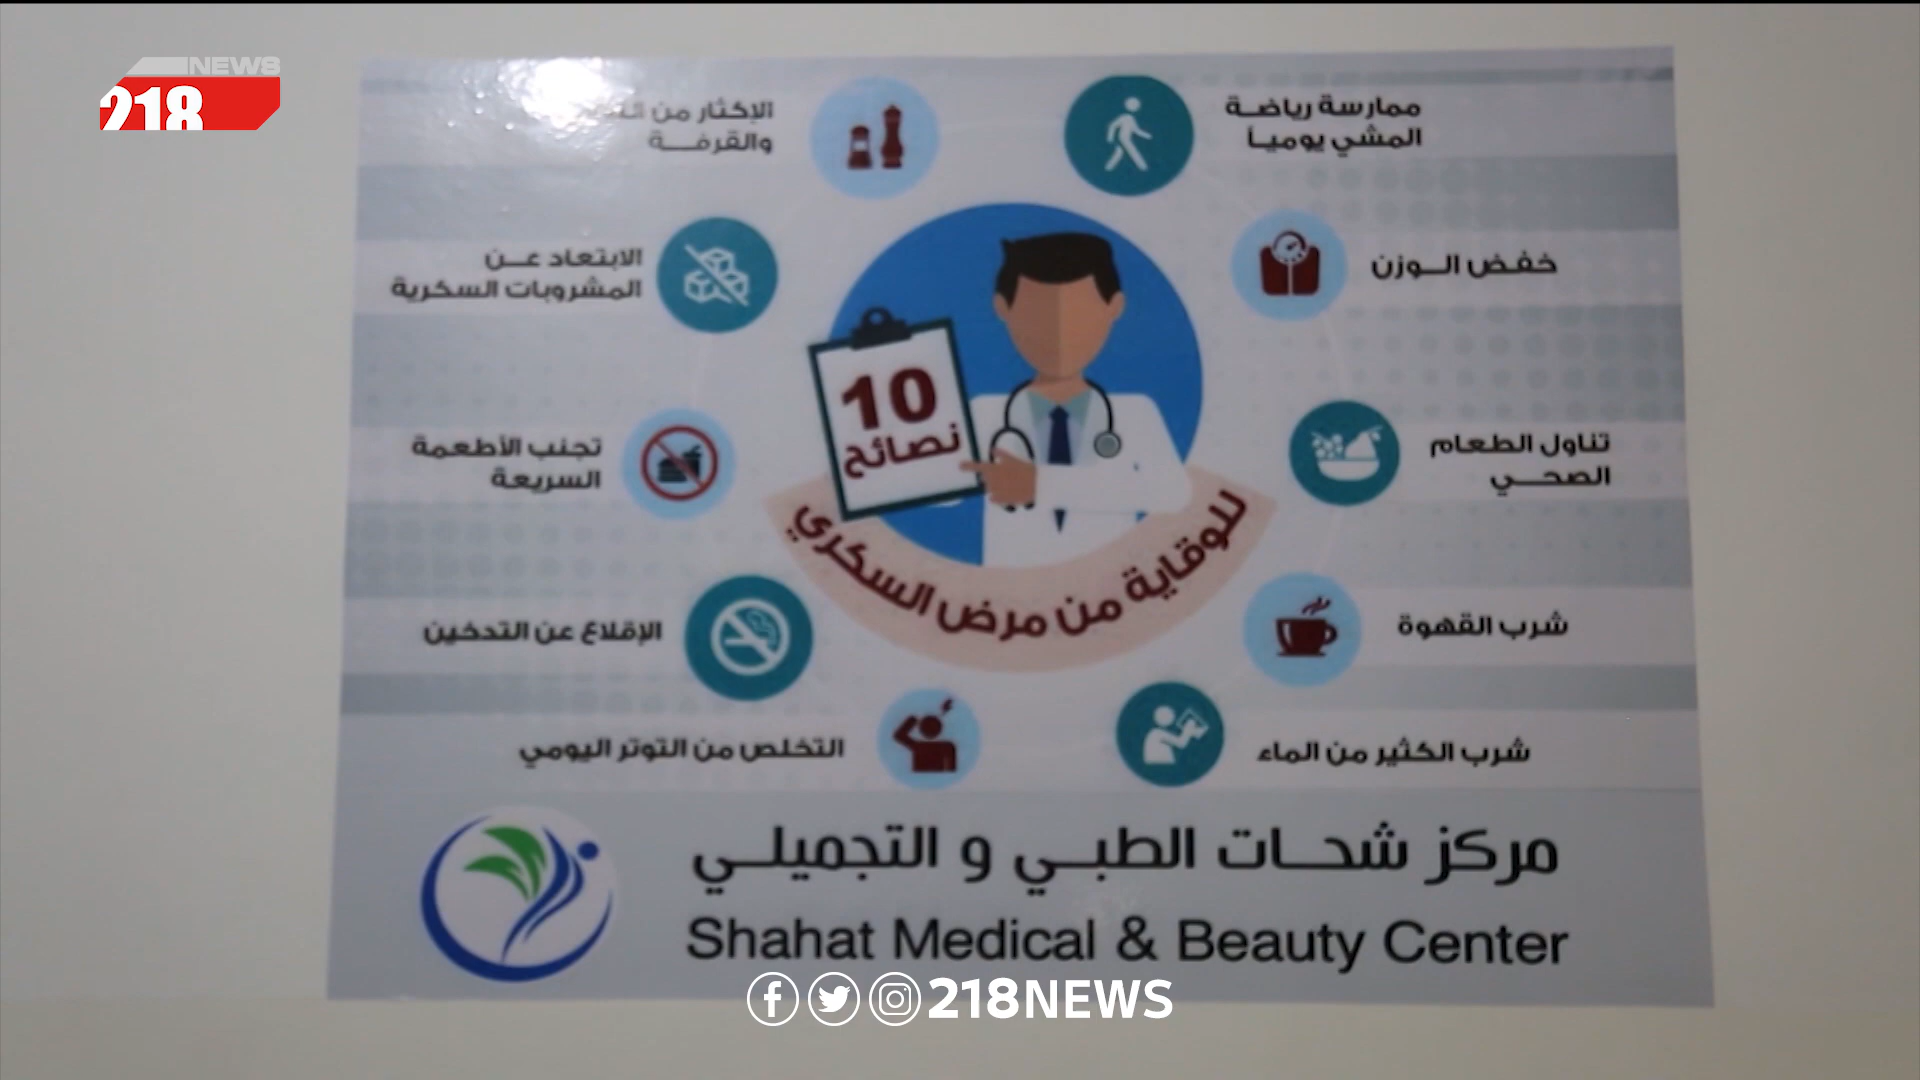 NEWS
218
ممارسة رياضة
المشي يومياً
خفض الوزن
تناول الطعام
الصحي
شرب القهوة
شرب الكثير من الماء
الإكثار من
والقرفة
الابتعاد عن
المشروبات السكرية
تجنب الأطعمة
السريعة
الإقلاع عن التدخين
التخلص من التوتر اليومي
10
نصائح
للوقاية من مرض السكري
مركز شحات الطبي و التجميلي
Shahat Medical & Beauty Center
218NEWS